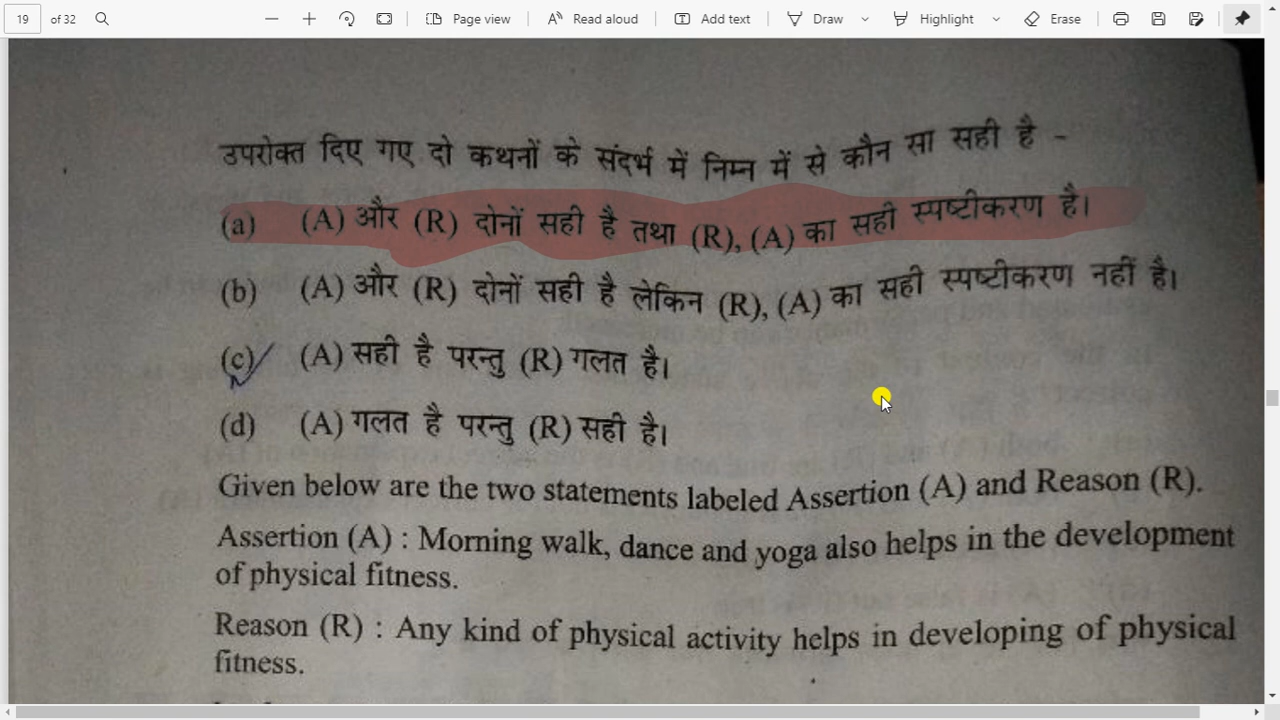 19 of 32 Page view Read aloud Add text Draw Highlight Erase
उपरोक्त दिए गए दो कथनों के संदर्भ में निम्न में से कौन सा सही है -
(a) (A) और (R) दोनों सही है तथा (R), (A) का सही स्पष्टीकरण है।
(b) (A) और (R) दोनों सही है लेकिन (R), (A) का सही स्पष्टीकरण नहीं है।
(c) (A) सही है परन्तु (R) गलत है।
(d) (A) गलत है परन्तु (R) सही है।
Given below are the two statements labeled Assertion (A) and Reason (R).
Assertion (A) : Morning walk, dance and yoga also helps in the development
of physical fitness.
Reason (R) : Any kind of physical activity helps in developing of physical
fitness.